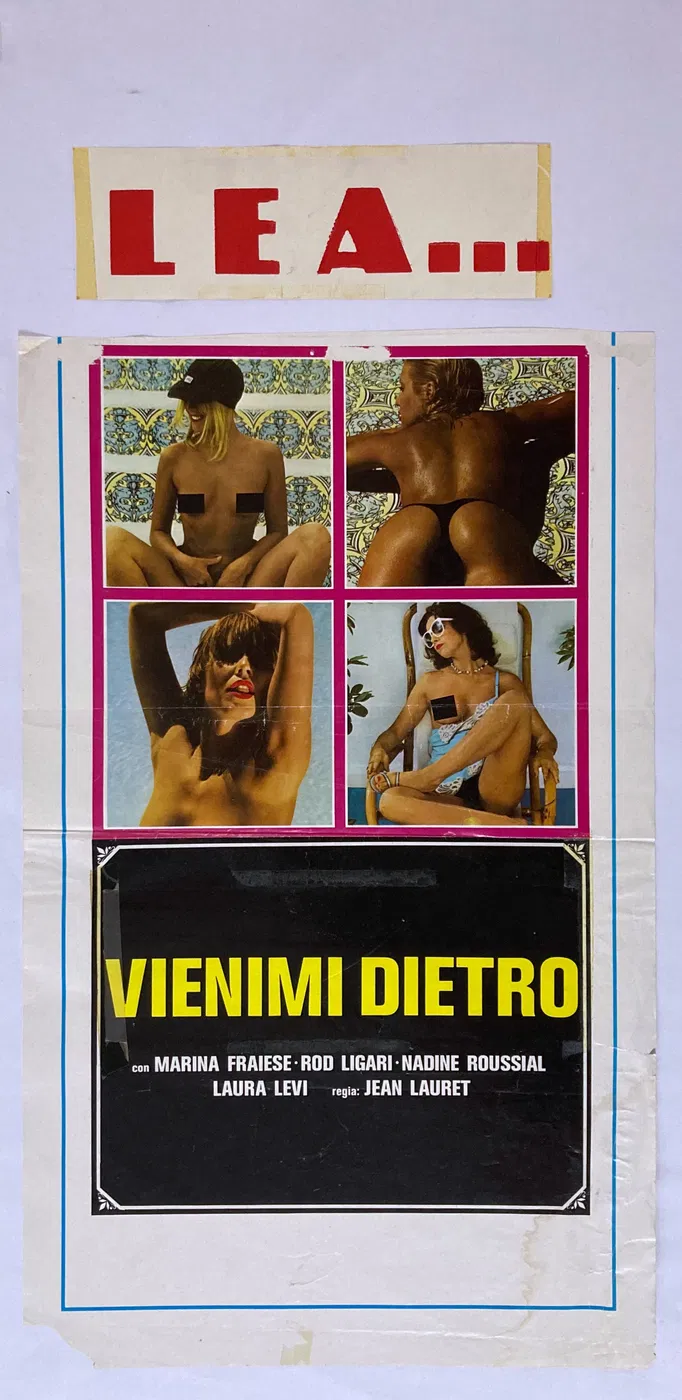 LEA...
VIENIMI DIETRO
con MARINA FRAIESE · ROD LIGARI · NADINE ROUSSIAL
LAURA LEVI regia: JEAN LAURET